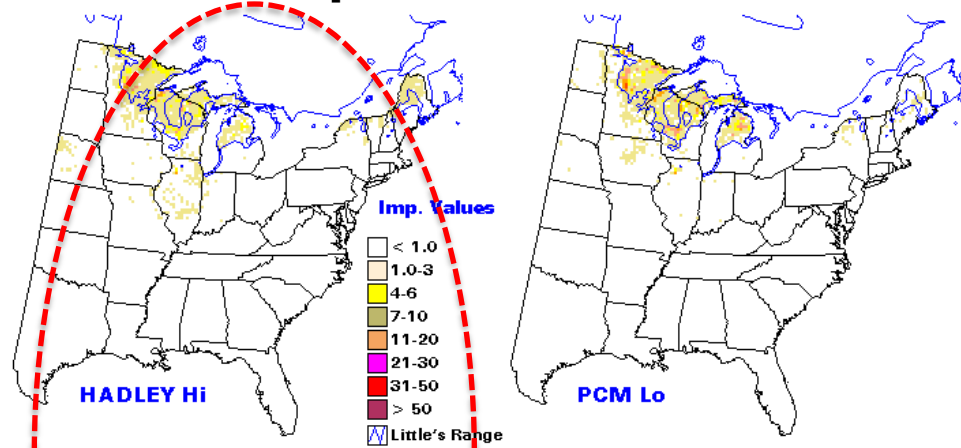 Imp. Values
< 1.0
1.0-3
4-6
7-10
11-20
21-30
31-50
> 50
Little's Range
HADLEY Hi
PCM Lo